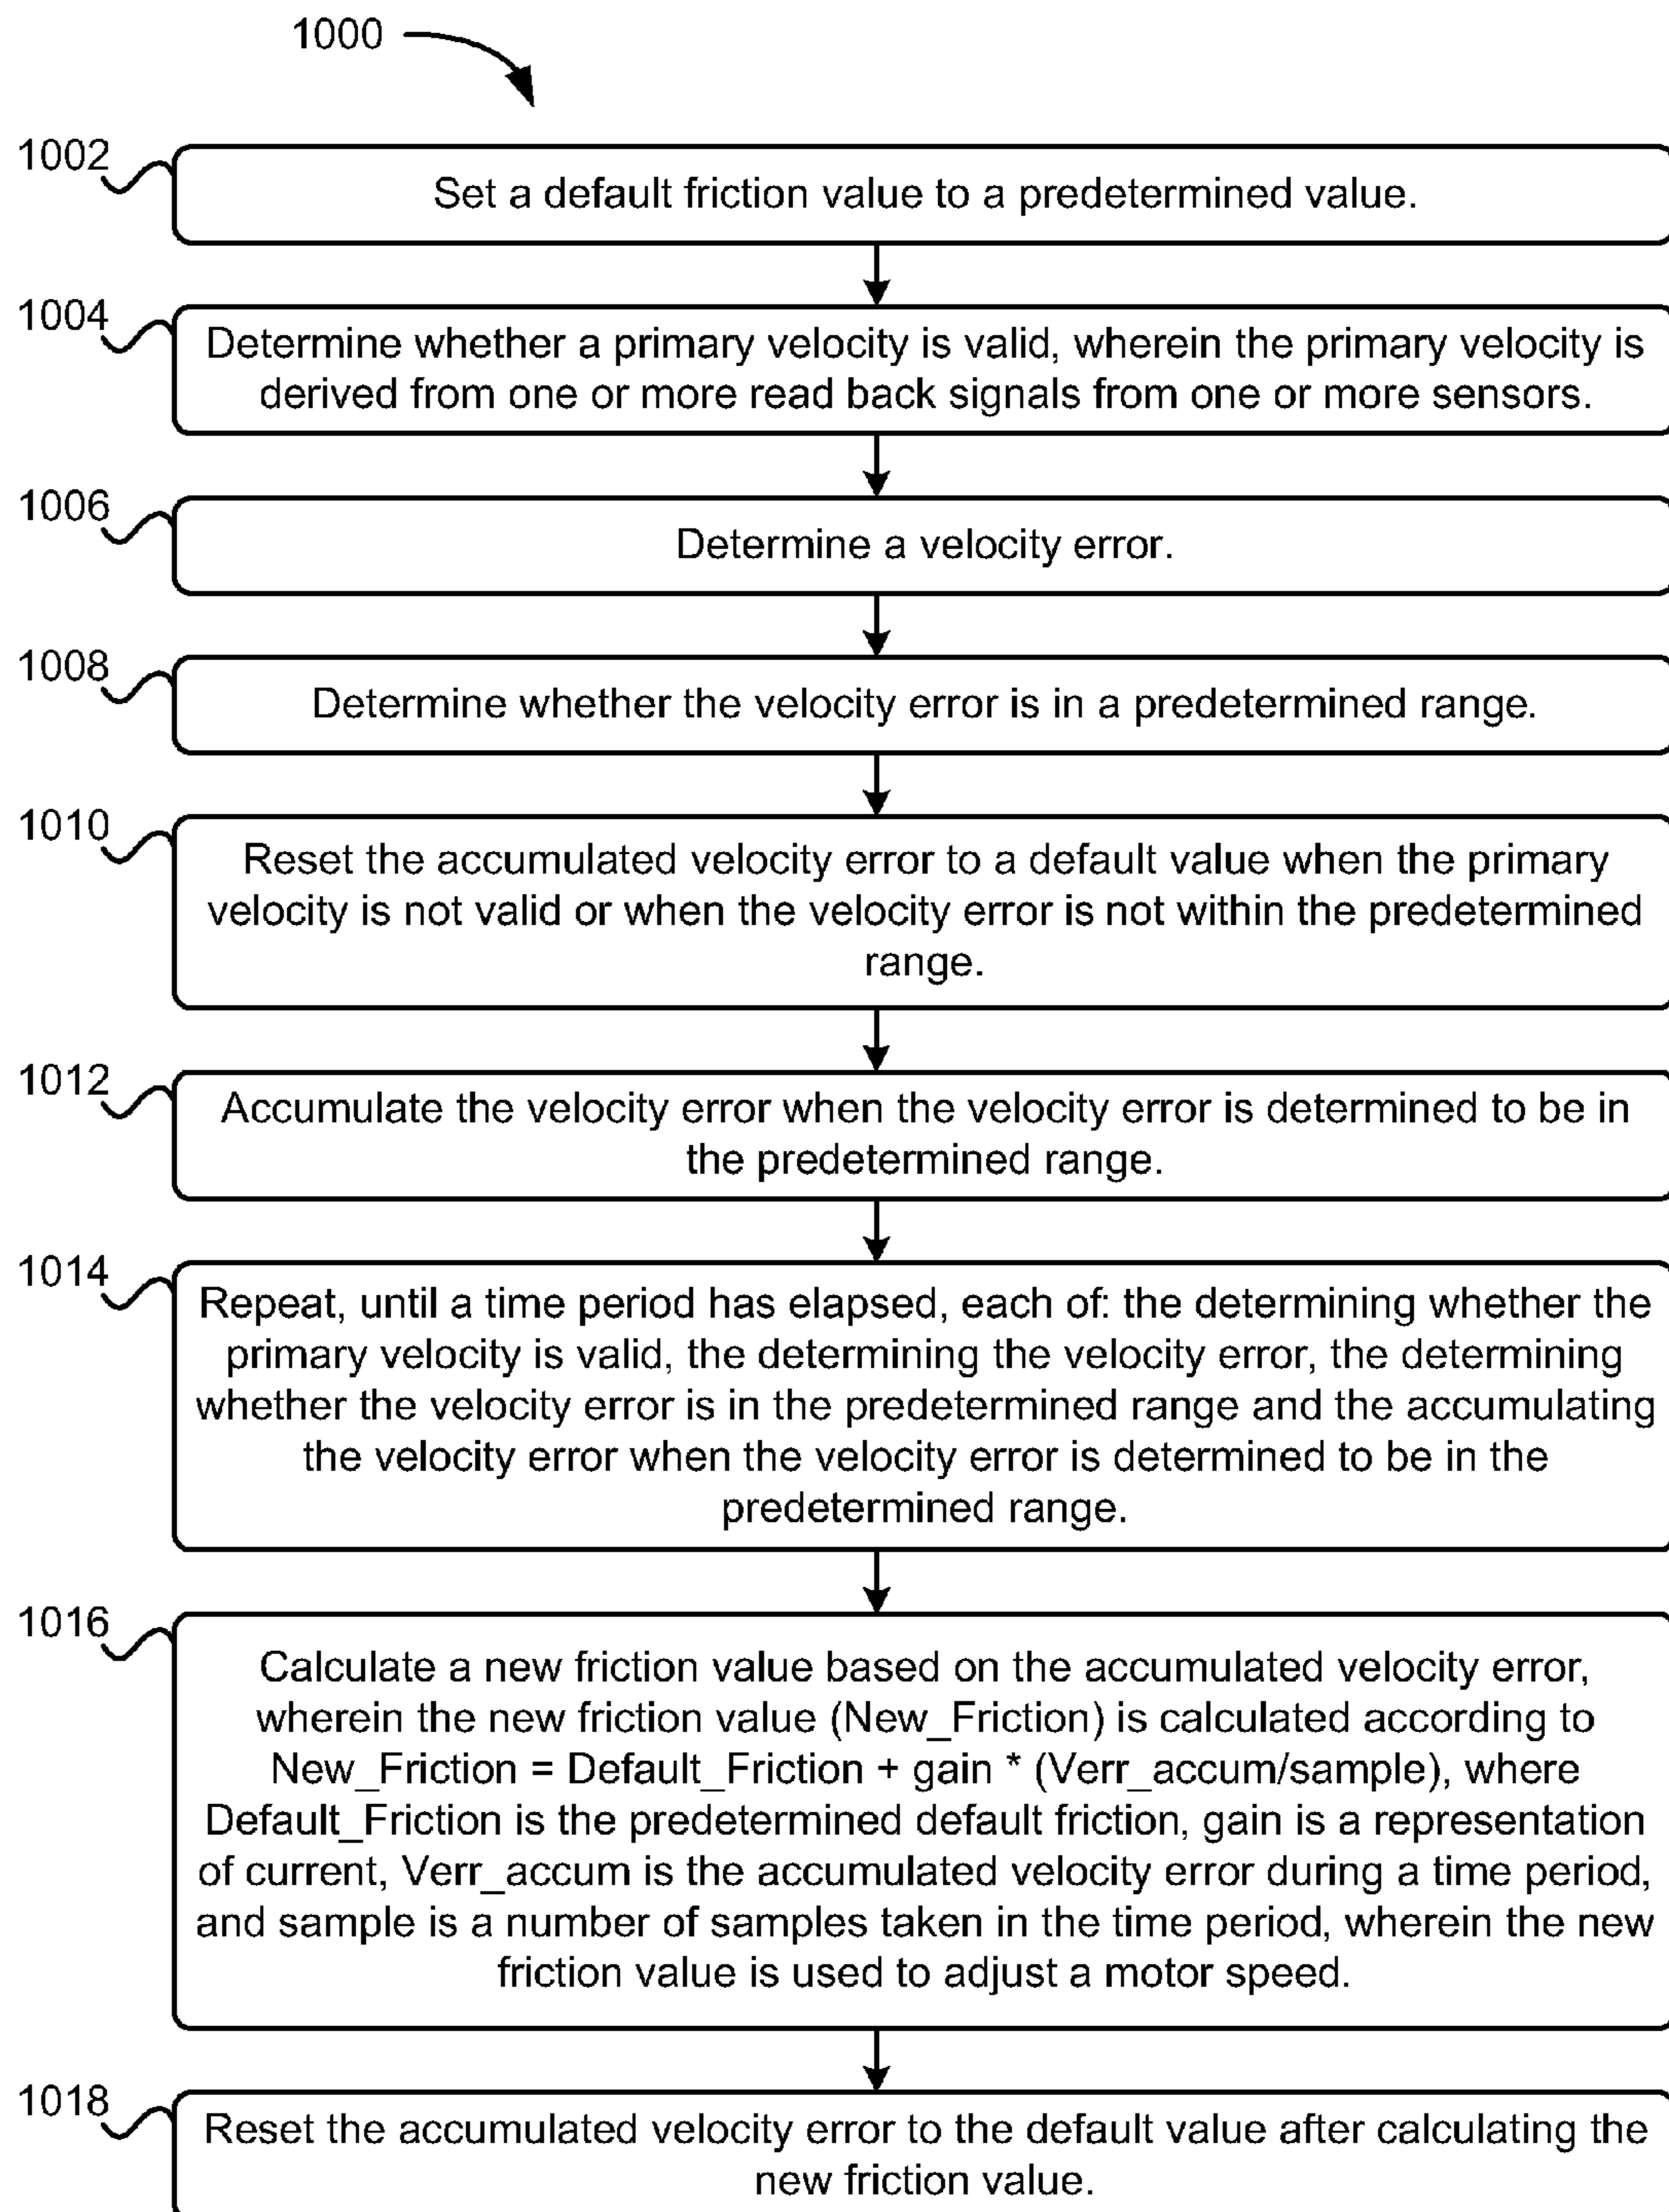 1000
1002
Set a default friction value to a predetermined value.
1004
Determine whether a primary velocity is valid, wherein the primary velocity is
derived from one or more read back signals from one or more sensors.
1006
Determine a velocity error.
1008
Determine whether the velocity error is in a predetermined range.
1010
Reset the accumulated velocity error to a default value when the primary
velocity is not valid or when the velocity error is not within the predetermined
range.
1012
Accumulate the velocity error when the velocity error is determined to be in
the predetermined range.
1014
Repeat, until a time period has elapsed, each of: the determining whether the
primary velocity is valid, the determining the velocity error, the determining
whether the velocity error is in the predetermined range and the accumulating
the velocity error when the velocity error is determined to be in the
predetermined range.
1016
Calculate a new friction value based on the accumulated velocity error,
wherein the new friction value (New_Friction) is calculated according to
New_Friction = Default_Friction + gain * (Verr_accum/sample), where
Default_Friction is the predetermined default friction, gain is a representation
of current, Verr_accum is the accumulated velocity error during a time period,
and sample is a number of samples taken in the time period, wherein the new
friction value is used to adjust a motor speed.
1018
Reset the accumulated velocity error to the default value after calculating the
new friction value.